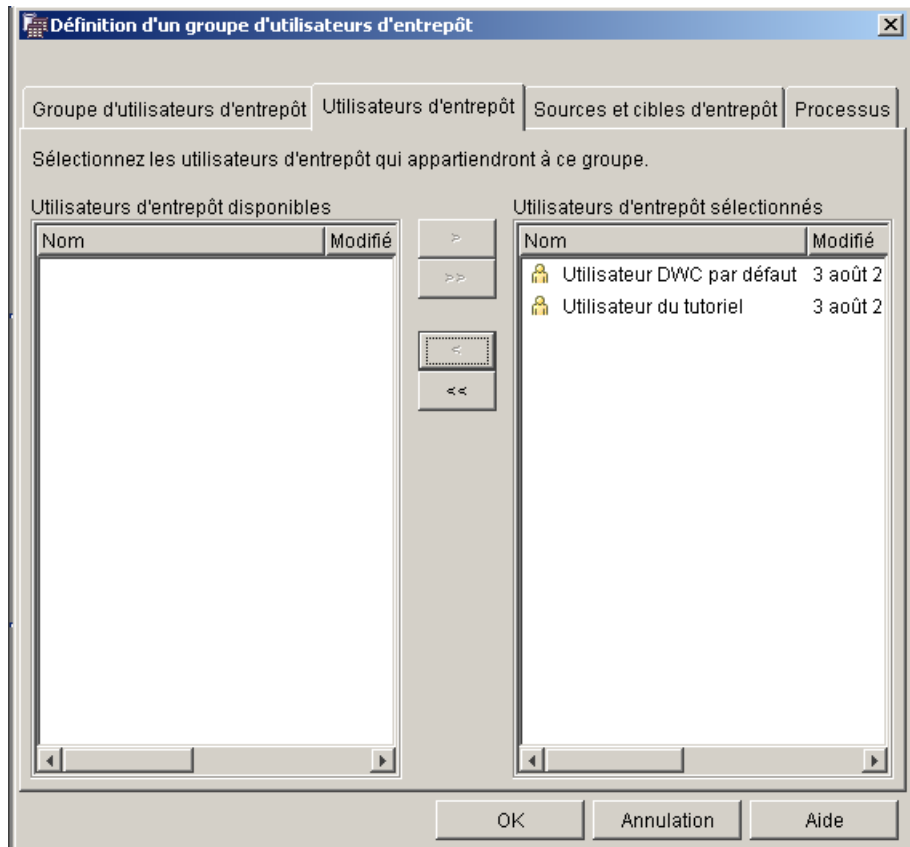 Définition d'un groupe d'utilisateurs d'entrepôt
Groupe d'utilisateurs d'entrepôt
Utilisateurs d'entrepôt
Sources et cibles d'entrepôt
Processus
Sélectionnez les utilisateurs d'entrepôt qui appartiendront à ce groupe.
Utilisateurs d'entrepôt disponibles
Nom Modifié
>
>>
<
<<
Utilisateurs d'entrepôt sélectionnés
Nom Modifié
Utilisateur DWC par défaut 3 août 2
Utilisateur du tutoriel 3 août 2
OK
Annulation
Aide